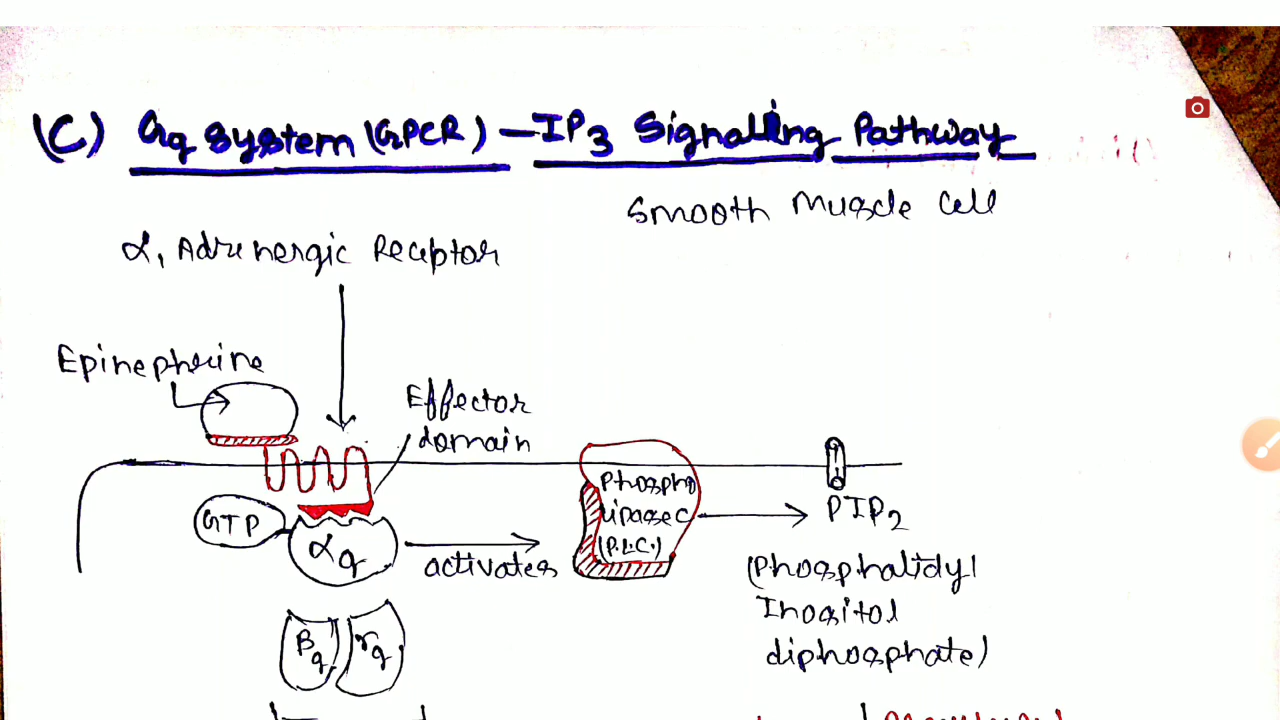 (C) Gq System (GPCR) – IP3 Signalling Pathway
Smooth Muscle Cell
α1 Adrenergic Receptor
Epinepherine
Effector
domain
GTP
αq
activates
Phospho
lipase C
(P.L.C.)
PIP2
(Phosphatidyl
Inositol
diphosphate)
βq
γq